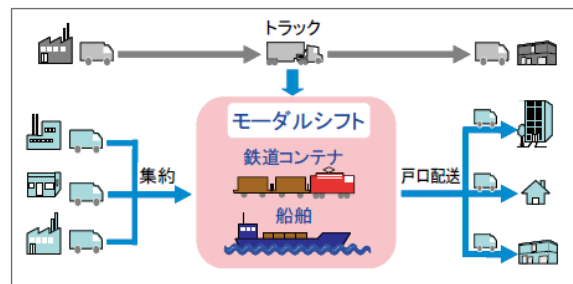 トラック
モーダルシフト
鉄道コンテナ
集約
戸口配送
船舶